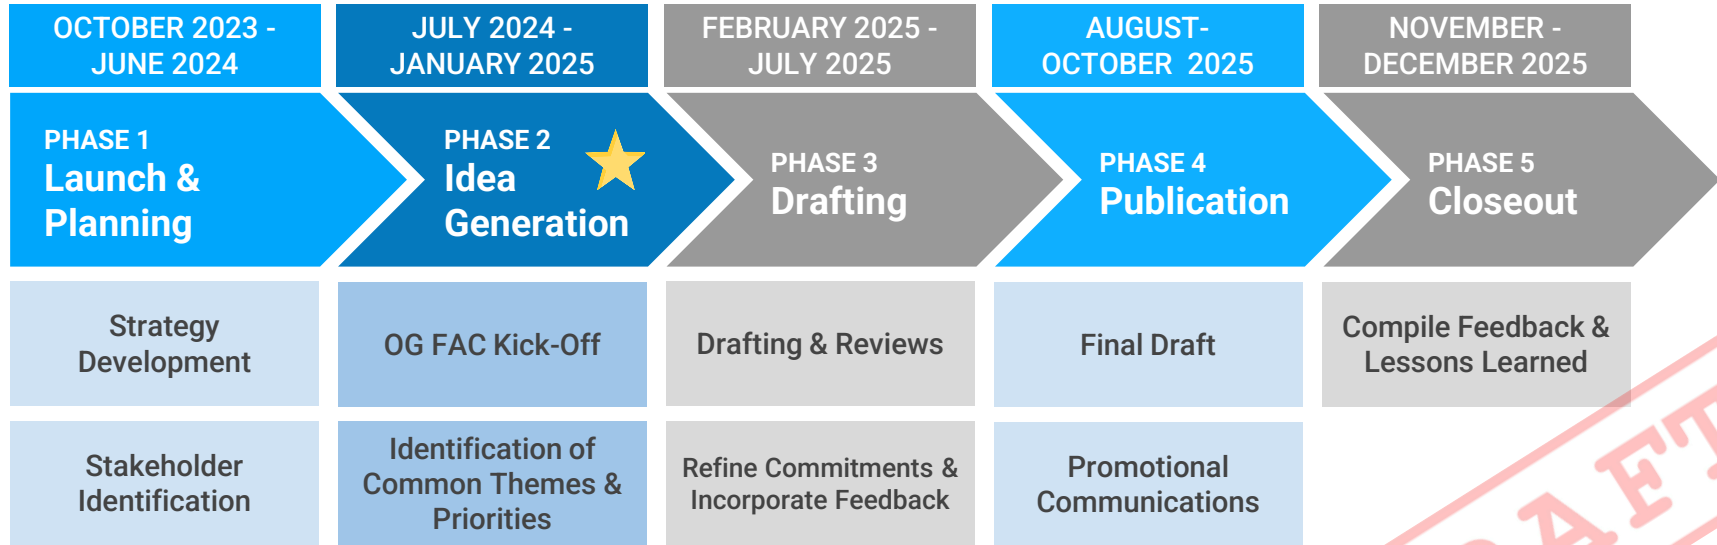 OCTOBER 2023 -
JUNE 2024
JULY 2024 -
JANUARY 2025
FEBRUARY 2025 -
JULY 2025
AUGUST-
OCTOBER 2025
NOVEMBER -
DECEMBER 2025
PHASE 1
Launch &
Planning
PHASE 2
Idea
Generation
PHASE 3
Drafting
PHASE 4
Publication
PHASE 5
Closeout
Strategy
Development
OG FAC Kick-Off
Drafting & Reviews
Final Draft
Compile Feedback &
Lessons Learned
Stakeholder
Identification
Identification of
Common Themes &
Priorities
Refine Commitments &
Incorporate Feedback
Promotional
Communications
RAFT